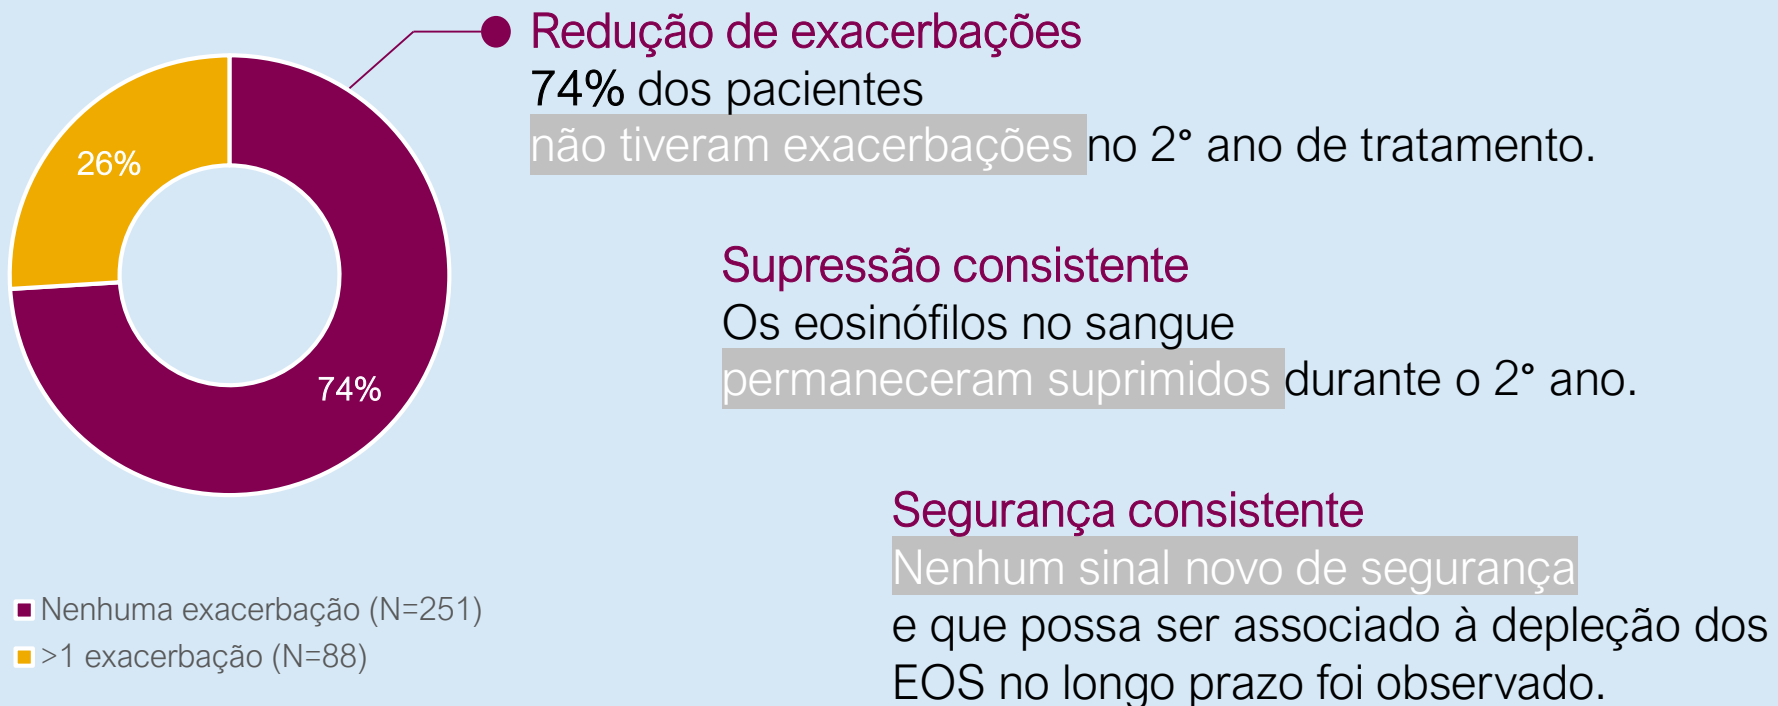 Redução de exacerbações
74% dos pacientes
não tiveram exacerbações no 2° ano de tratamento.
26%
74%
Supressão consistente
Os eosinófilos no sangue
permaneceram suprimidos durante o 2° ano.
Segurança consistente
Nenhum sinal novo de segurança
e que possa ser associado à depleção dos
EOS no longo prazo foi observado.
Nenhuma exacerbação (N=251)
>1 exacerbação (N=88)